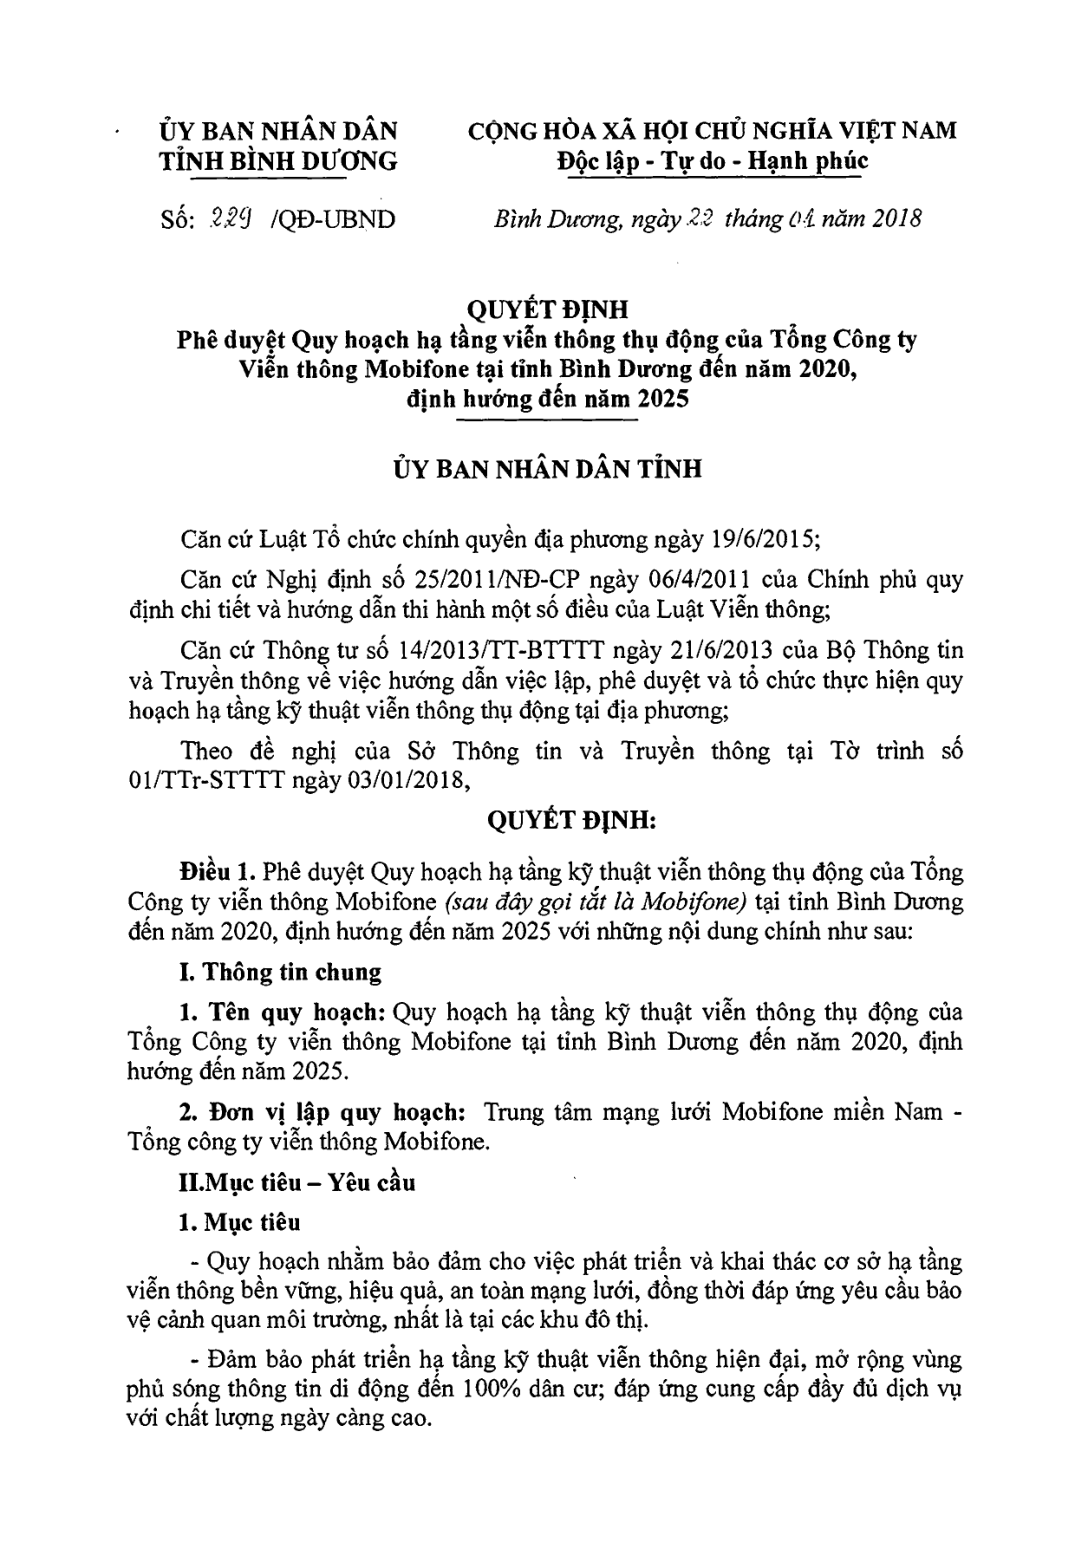 ỦY BAN NHÂN DÂN
TỈNH BÌNH DƯƠNG
CỘNG HÒA XÃ HỘI CHỦ NGHĨA VIỆT NAM
Độc lập - Tự do - Hạnh phúc
Số: 229 /QĐ-UBND
Bình Dương, ngày 22 tháng 01 năm 2018
QUYẾT ĐỊNH
Phê duyệt Quy hoạch hạ tầng viễn thông thụ động của Tổng Công ty
Viễn thông Mobifone tại tỉnh Bình Dương đến năm 2020,
định hướng đến năm 2025
ỦY BAN NHÂN DÂN TỈNH
Căn cứ Luật Tổ chức chính quyền địa phương ngày 19/6/2015;
Căn cứ Nghị định số 25/2011/NĐ-CP ngày 06/4/2011 của Chính phủ quy
định chi tiết và hướng dẫn thi hành một số điều của Luật Viễn thông;
Căn cứ Thông tư số 14/2013/TT-BTTTT ngày 21/6/2013 của Bộ Thông tin
và Truyền thông về việc hướng dẫn việc lập, phê duyệt và tổ chức thực hiện quy
hoạch hạ tầng kỹ thuật viễn thông thụ động tại địa phương;
Theo đề nghị của Sở Thông tin và Truyền thông tại Tờ trình số
01/TTr-STTTT ngày 03/01/2018,
QUYẾT ĐỊNH:
Điều 1. Phê duyệt Quy hoạch hạ tầng kỹ thuật viễn thông thụ động của Tổng
Công ty viễn thông Mobifone (sau đây gọi tắt là Mobifone) tại tỉnh Bình Dương
đến năm 2020, định hướng đến năm 2025 với những nội dung chính như sau:
I. Thông tin chung
1. Tên quy hoạch: Quy hoạch hạ tầng kỹ thuật viễn thông thụ động của
Tổng Công ty viễn thông Mobifone tại tỉnh Bình Dương đến năm 2020, định
hướng đến năm 2025.
2. Đơn vị lập quy hoạch: Trung tâm mạng lưới Mobifone miền Nam -
Tổng công ty viễn thông Mobifone.
II.Mục tiêu – Yêu cầu
1. Mục tiêu
- Quy hoạch nhằm bảo đảm cho việc phát triển và khai thác cơ sở hạ tầng
viễn thông bền vững, hiệu quả, an toàn mạng lưới, đồng thời đáp ứng yêu cầu bảo
vệ cảnh quan môi trường, nhất là tại các khu đô thị.
- Đảm bảo phát triển hạ tầng kỹ thuật viễn thông hiện đại, mở rộng vùng
phủ sóng thông tin di động đến 100% dân cư; đáp ứng cung cấp đầy đủ dịch vụ
với chất lượng ngày càng cao.